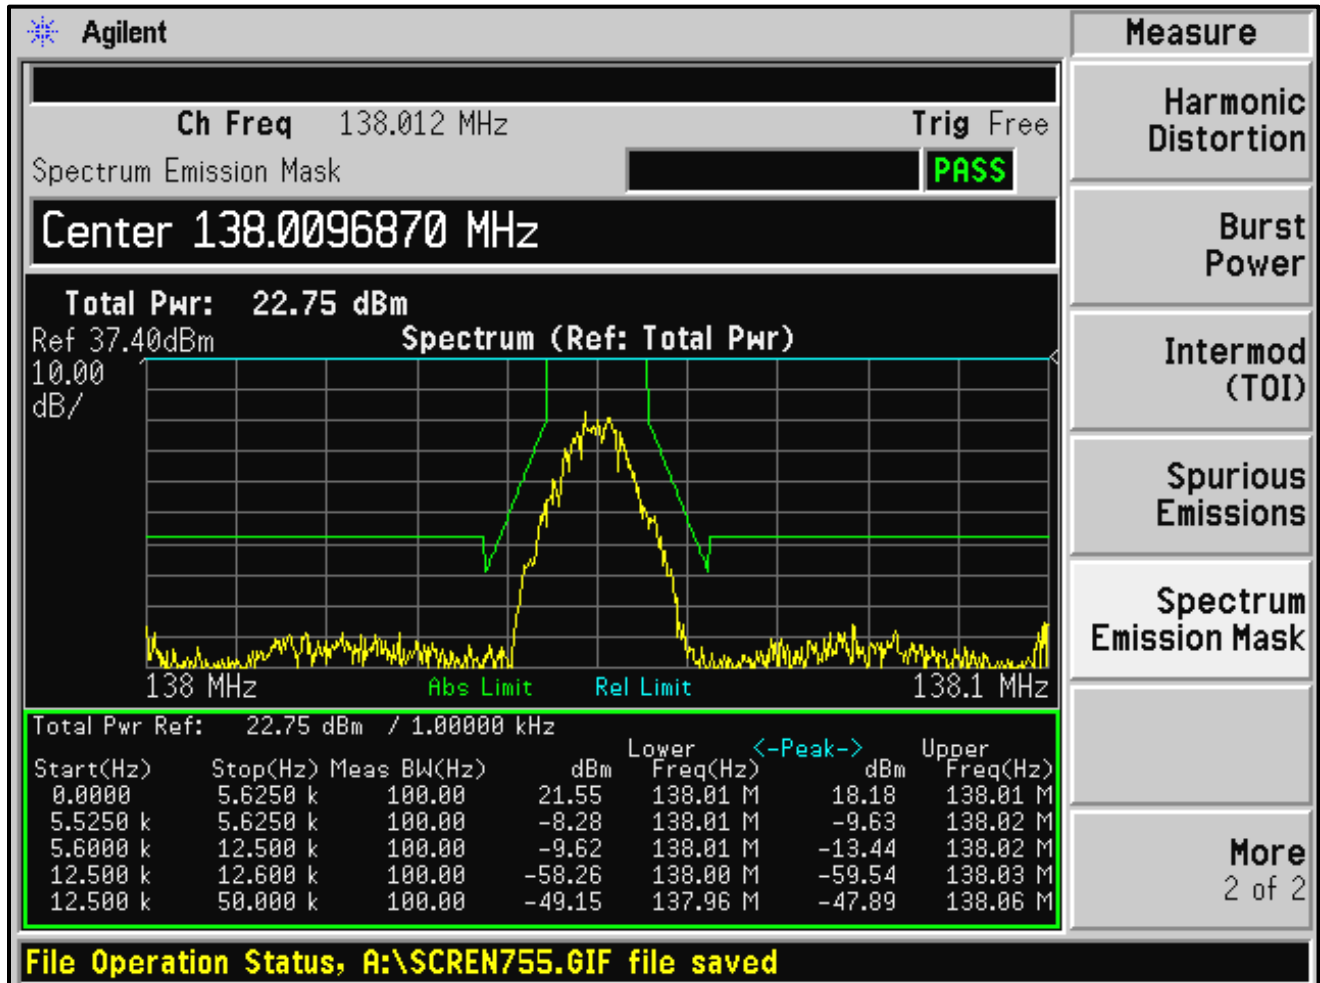 Agilent
Measure
Ch Freq 138.012 MHz Trig Free
Spectrum Emission Mask PASS
Center 138.0096870 MHz
Total Pwr: 22.75 dBm
Ref 37.40dBm Spectrum (Ref: Total Pwr)
10.00
dB/
138 MHz Abs Limit Rel Limit 138.1 MHz
Total Pwr Ref: 22.75 dBm / 1.00000 kHz
Lower <-Peak-> Upper
Start(Hz) Stop(Hz) Meas BW(Hz) dBm Freq(Hz) dBm Freq(Hz)
0.0000 5.6250 k 100.00 21.55 138.01 M 18.18 138.01 M
5.5250 k 5.6250 k 100.00 -8.28 138.01 M -9.63 138.02 M
5.6000 k 12.500 k 100.00 -9.62 138.01 M -13.44 138.02 M
12.500 k 12.600 k 100.00 -58.26 138.00 M -59.54 138.03 M
12.500 k 50.000 k 100.00 -49.15 137.96 M -47.89 138.06 M
Harmonic
Distortion
Burst
Power
Intermod
(TOI)
Spurious
Emissions
Spectrum
Emission Mask
More
2 of 2
File Operation Status, A:\SCREN755.GIF file saved